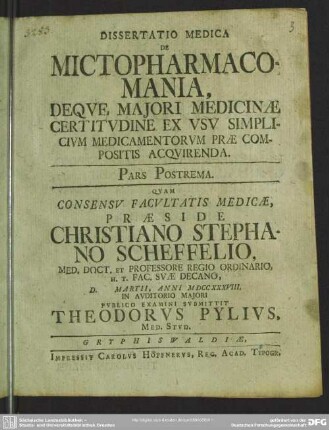 DISSERTATIO MEDICA
DE
MICTOPHARMACO-
MANIA,
DEQVE, MAJORI MEDICINÆ
CERTITVDINE EX VSV SIMPLI-
CIVM MEDICAMENTORVM PRÆ COM-
POSITIS ACQVIRENDA.
PARS POSTREMA.
QVAM
CONSENSV FACVLTATIS MEDICÆ,
PRÆSIDE
CHRISTIANO STEPHA-
NO SCHEFFELIO,
MED. DOCT. ET PROFESSORE REGIO ORDINARIO,
H. T. FAC. SVÆ DECANO,
D. MARTII, ANNI MDCCXXXVIII.
IN AVDITORIO MAJORI
PVBLICO EXAMINI SVBMITTIT
THEODORVS PYLIVS,
MED. STVD.
GRYPHISWALDIÆ,
IMPRESSIT CAROLVS HÖPFNERVS, REG. ACAD. TYPOGR.